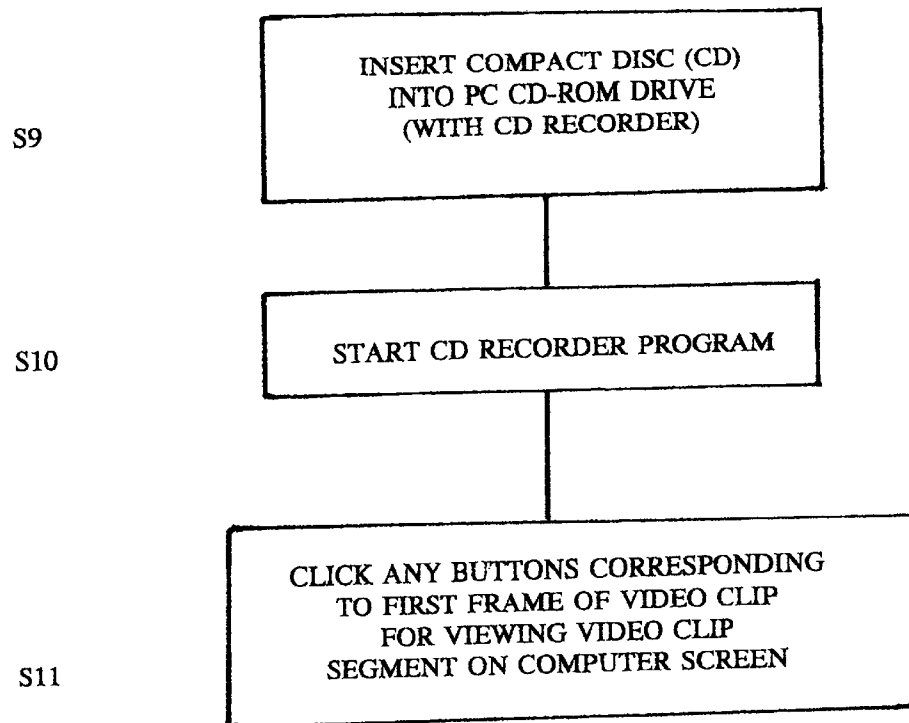 INSERT COMPACT DISC (CD)
INTO PC CD-ROM DRIVE
(WITH CD RECORDER)
S9
S10
START CD RECORDER PROGRAM
CLICK ANY BUTTONS CORRESPONDING
TO FIRST FRAME OF VIDEO CLIP
FOR VIEWING VIDEO CLIP
SEGMENT ON COMPUTER SCREEN
S11